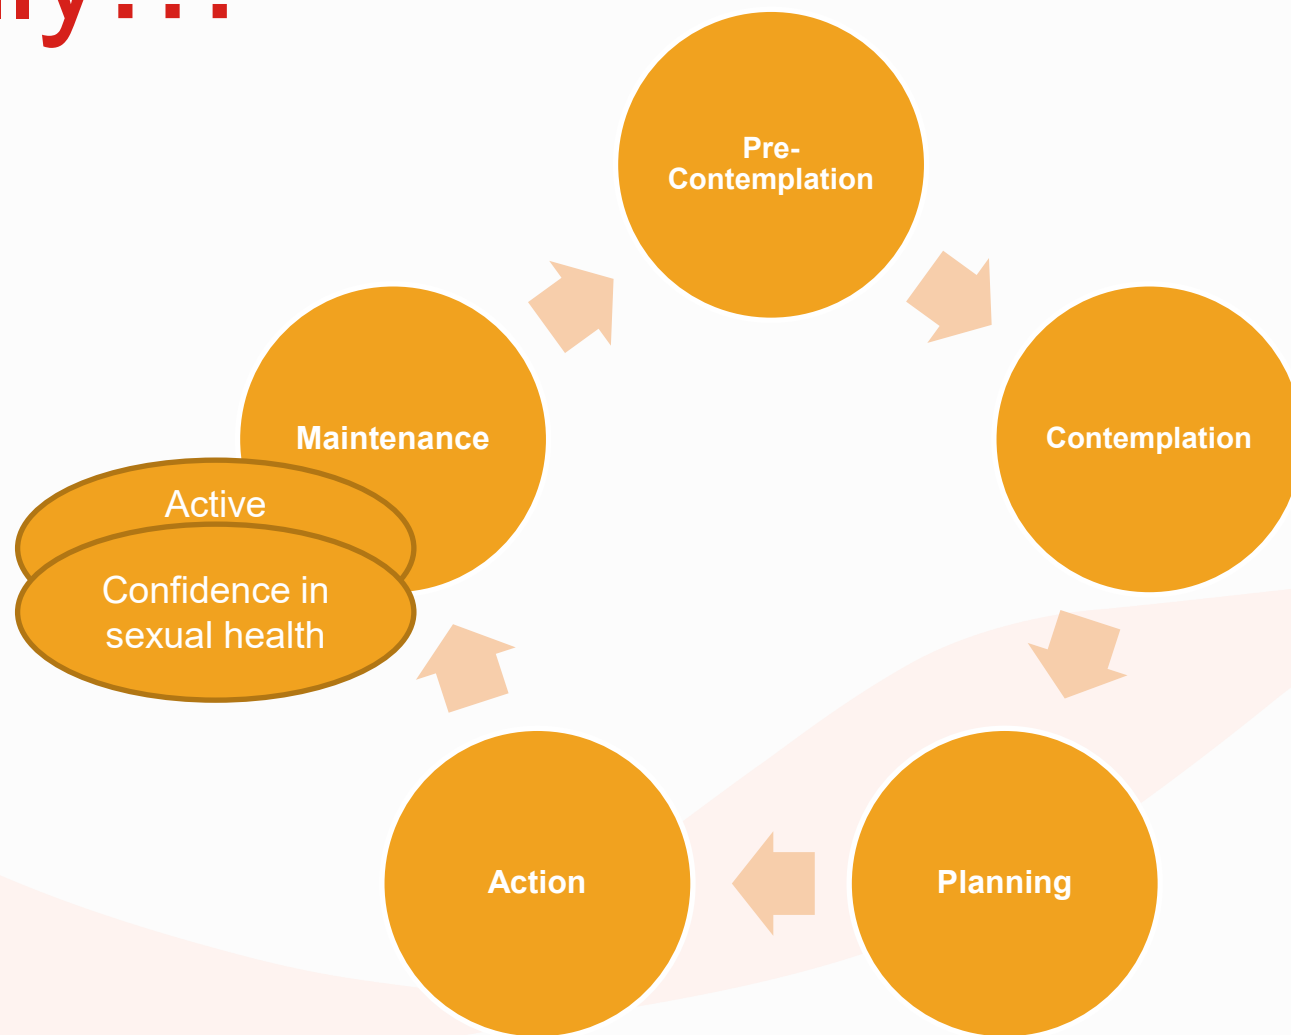 Pre-
Contemplation
Contemplation
Planning
Action
Maintenance
Active
Confidence in
sexual health